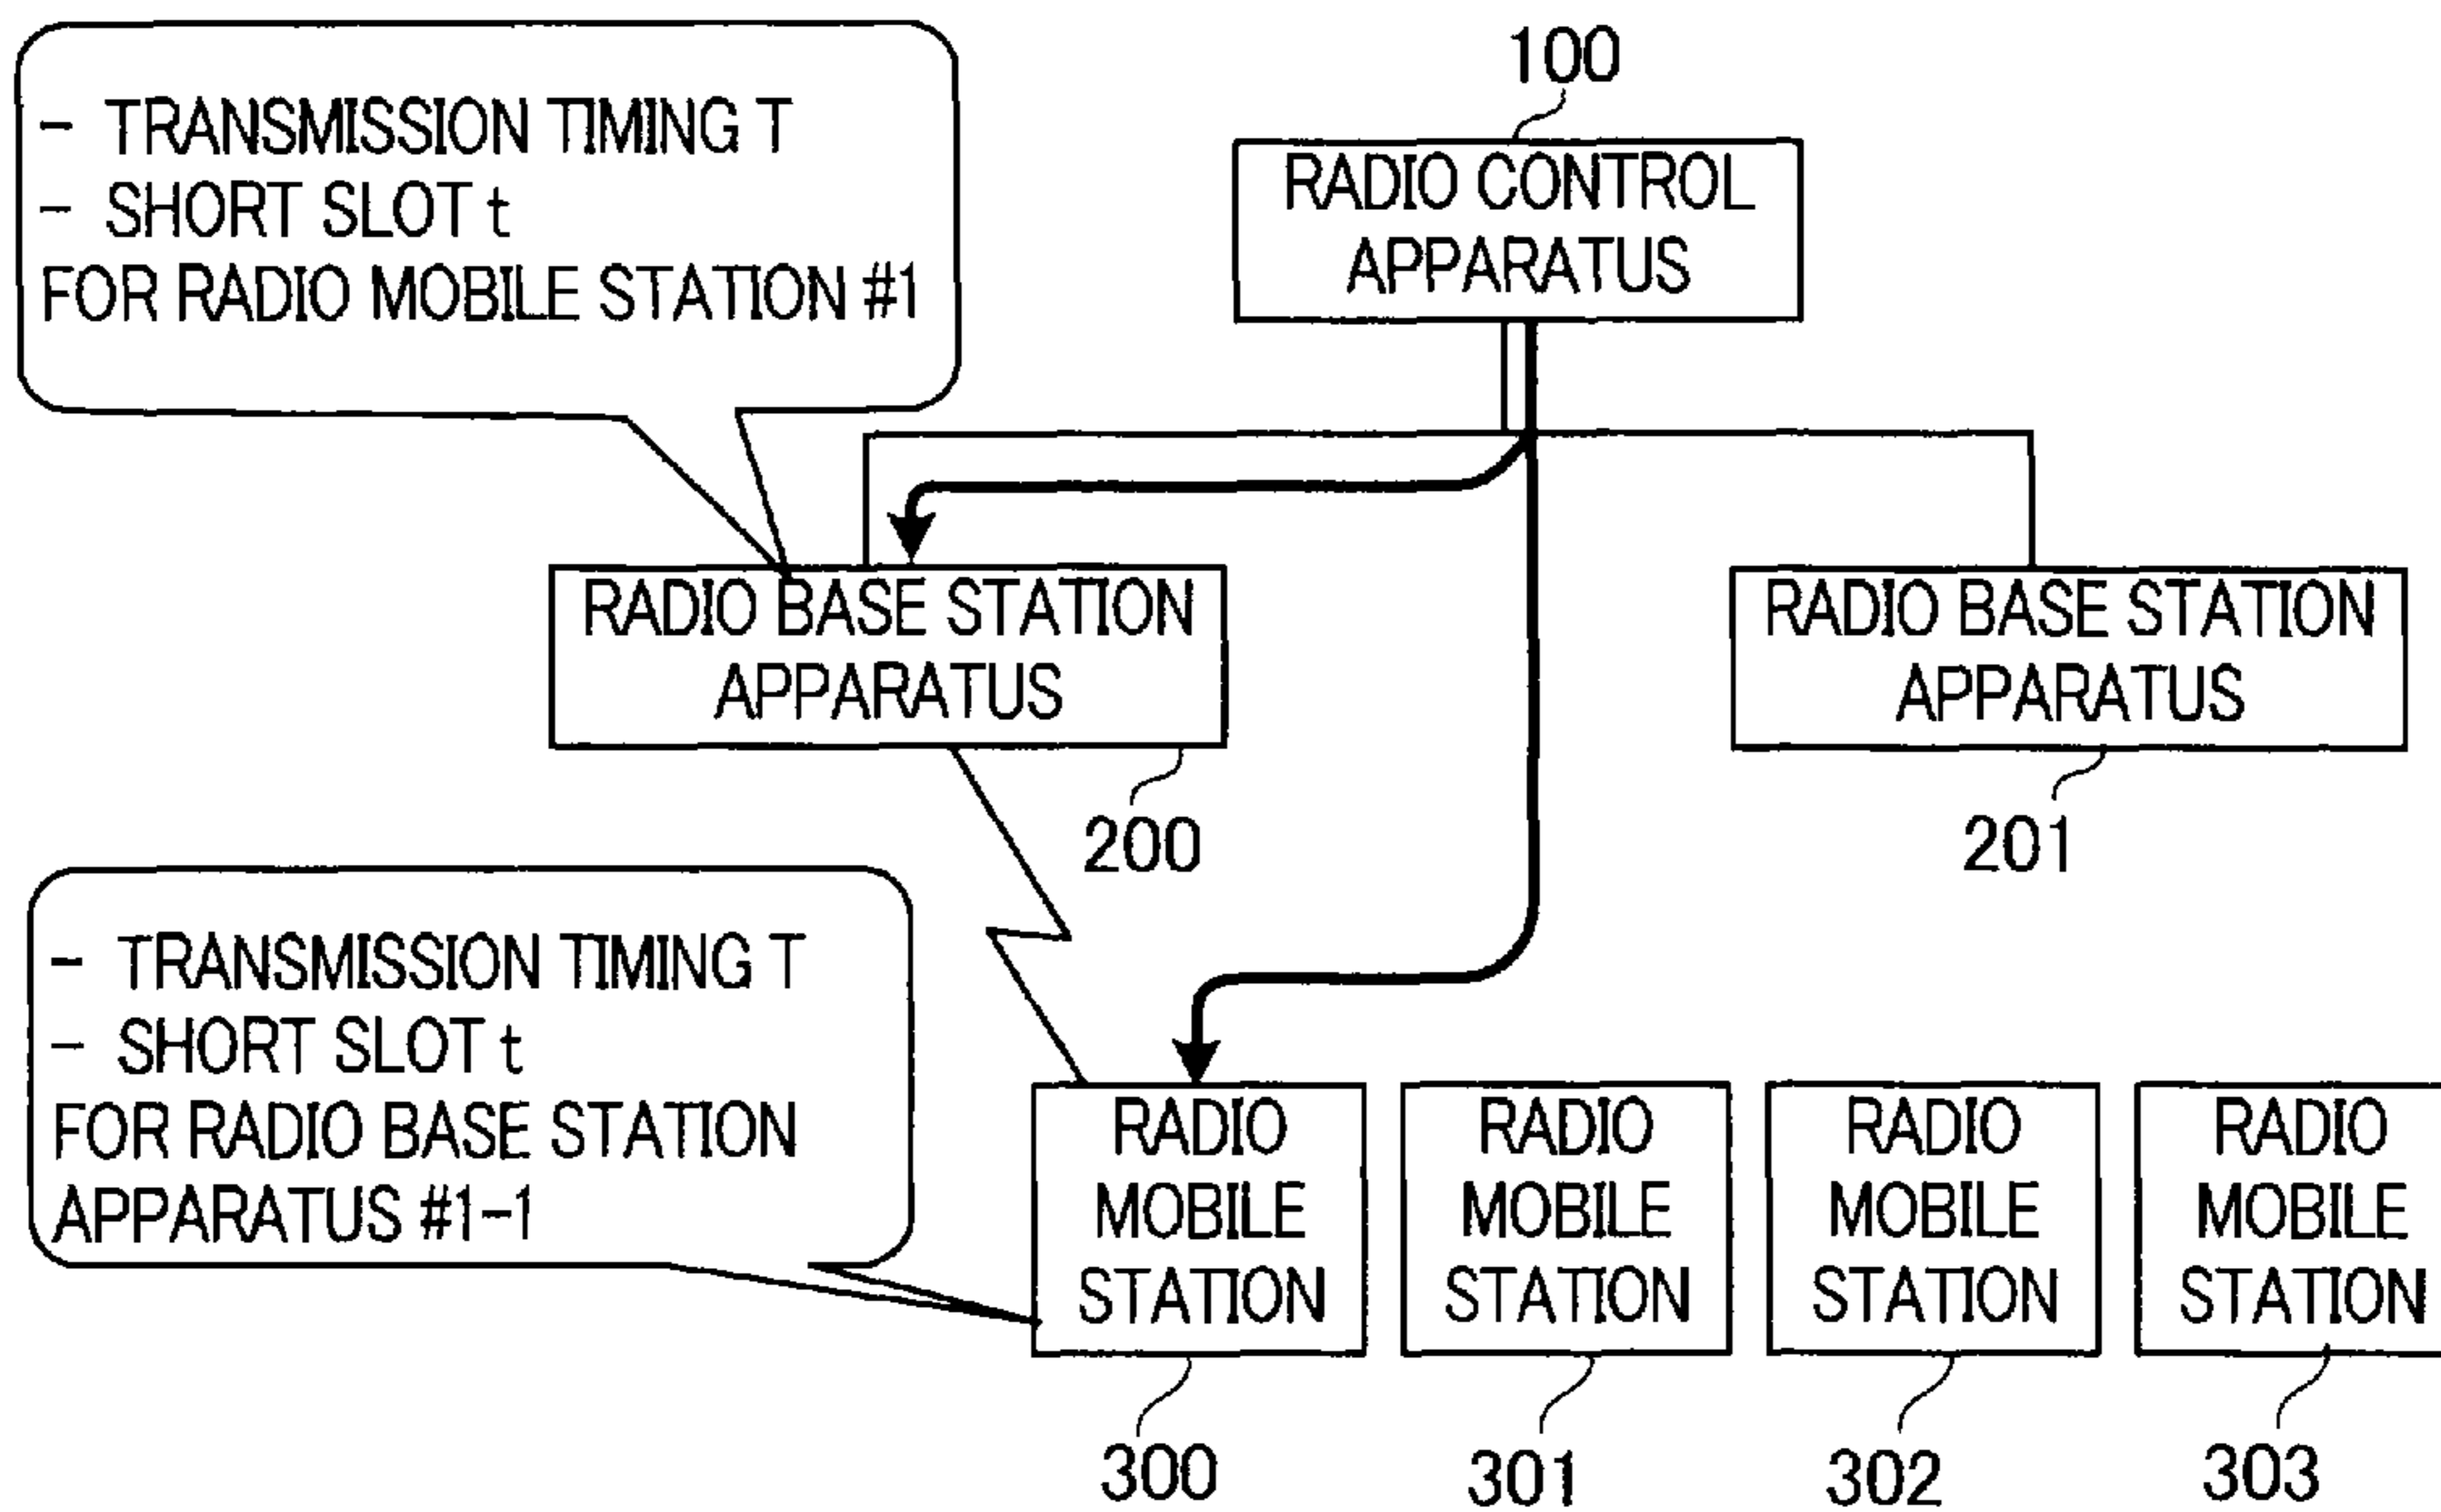 - TRANSMISSION TIMING T
- SHORT SLOT t
FOR RADIO MOBILE STATION #1
100
RADIO CONTROL
APPARATUS
RADIO BASE STATION
APPARATUS
200
RADIO BASE STATION
APPARATUS
201
- TRANSMISSION TIMING T
- SHORT SLOT t
FOR RADIO BASE STATION
APPARATUS #1-1
RADIO
MOBILE
STATION
300
RADIO
MOBILE
STATION
301
RADIO
MOBILE
STATION
302
RADIO
MOBILE
STATION
303